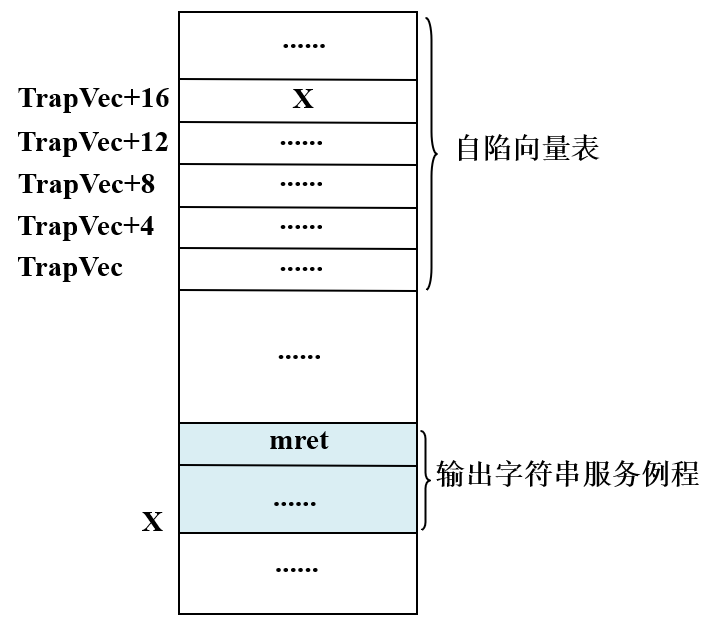 ......
TrapVec+16 X
TrapVec+12 ......
自陷向量表
TrapVec+8 ......
TrapVec+4 ......
TrapVec ......
......
mret
输出字符串服务例程
......
X
......